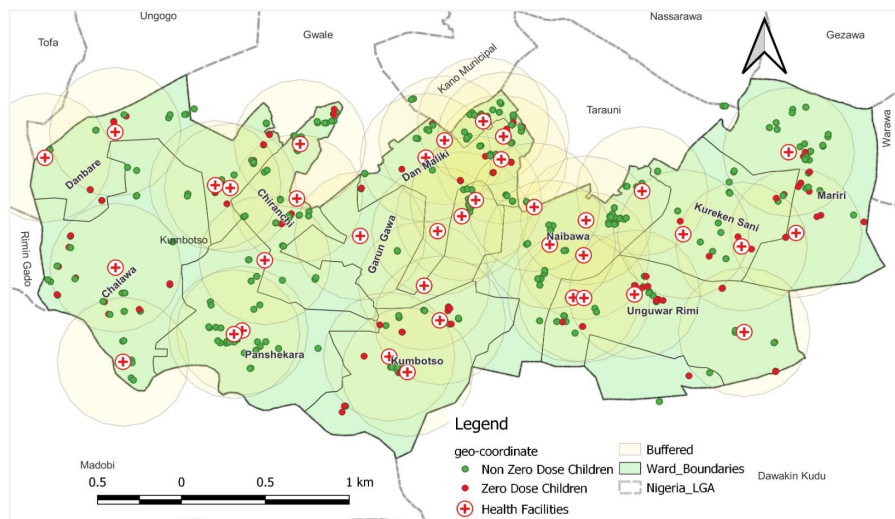 Ungogo
Nassarawa
Tofa
Gwale
Gezawa
Kano Municipal
Tarauni
Warawa
Dan Maliki
Danbare
Chiranchi
Mariri
Kureken Sani
Rimin Gado
Kumbotso
Garun Gawa
Naibawa
Chalawa
Unguwar Rimi
Panshekara
Kumbotso
Legend
geo-coordinate
Non Zero Dose Children
Zero Dose Children
Health Facilities
Buffered
Ward_Boundaries
Nigeria_LGA
Madobi
Dawakin Kudu
0.5 0 0.5 1 km